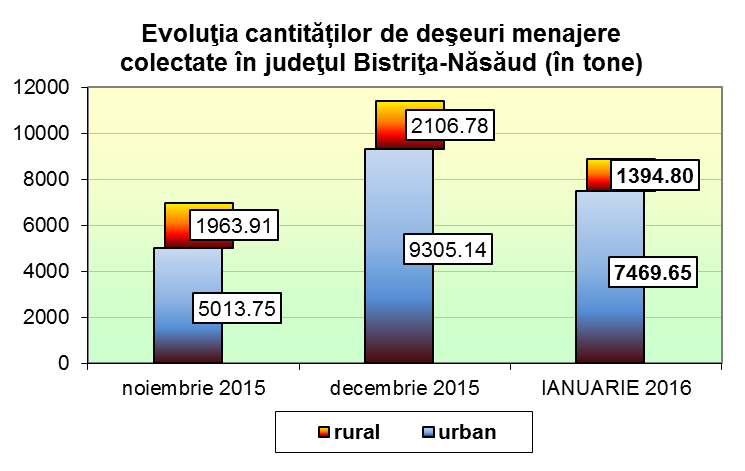 Evoluţia cantităților de deşeuri menajere
colectate în judeţul Bistriţa-Năsăud (în tone)
12000
10000
8000
6000
4000
2000
0
1963.91
5013.75
2106.78
9305.14
1394.80
7469.65
noiembrie 2015
decembrie 2015
IANUARIE 2016
rural
urban